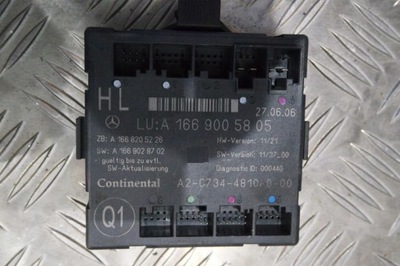 HL
27.06.06
LU:A 166 900 58 05
ZB: A 166 820 52 26
HW-Version: 11/21
SW: A 166 902 87 02
SW-Version: 11/37_00
gueltig bis zu evtl.
SW-Aktualisierung
Diagnostic ID: 000440
Continental
A2-C734-4810
0-00
Q1